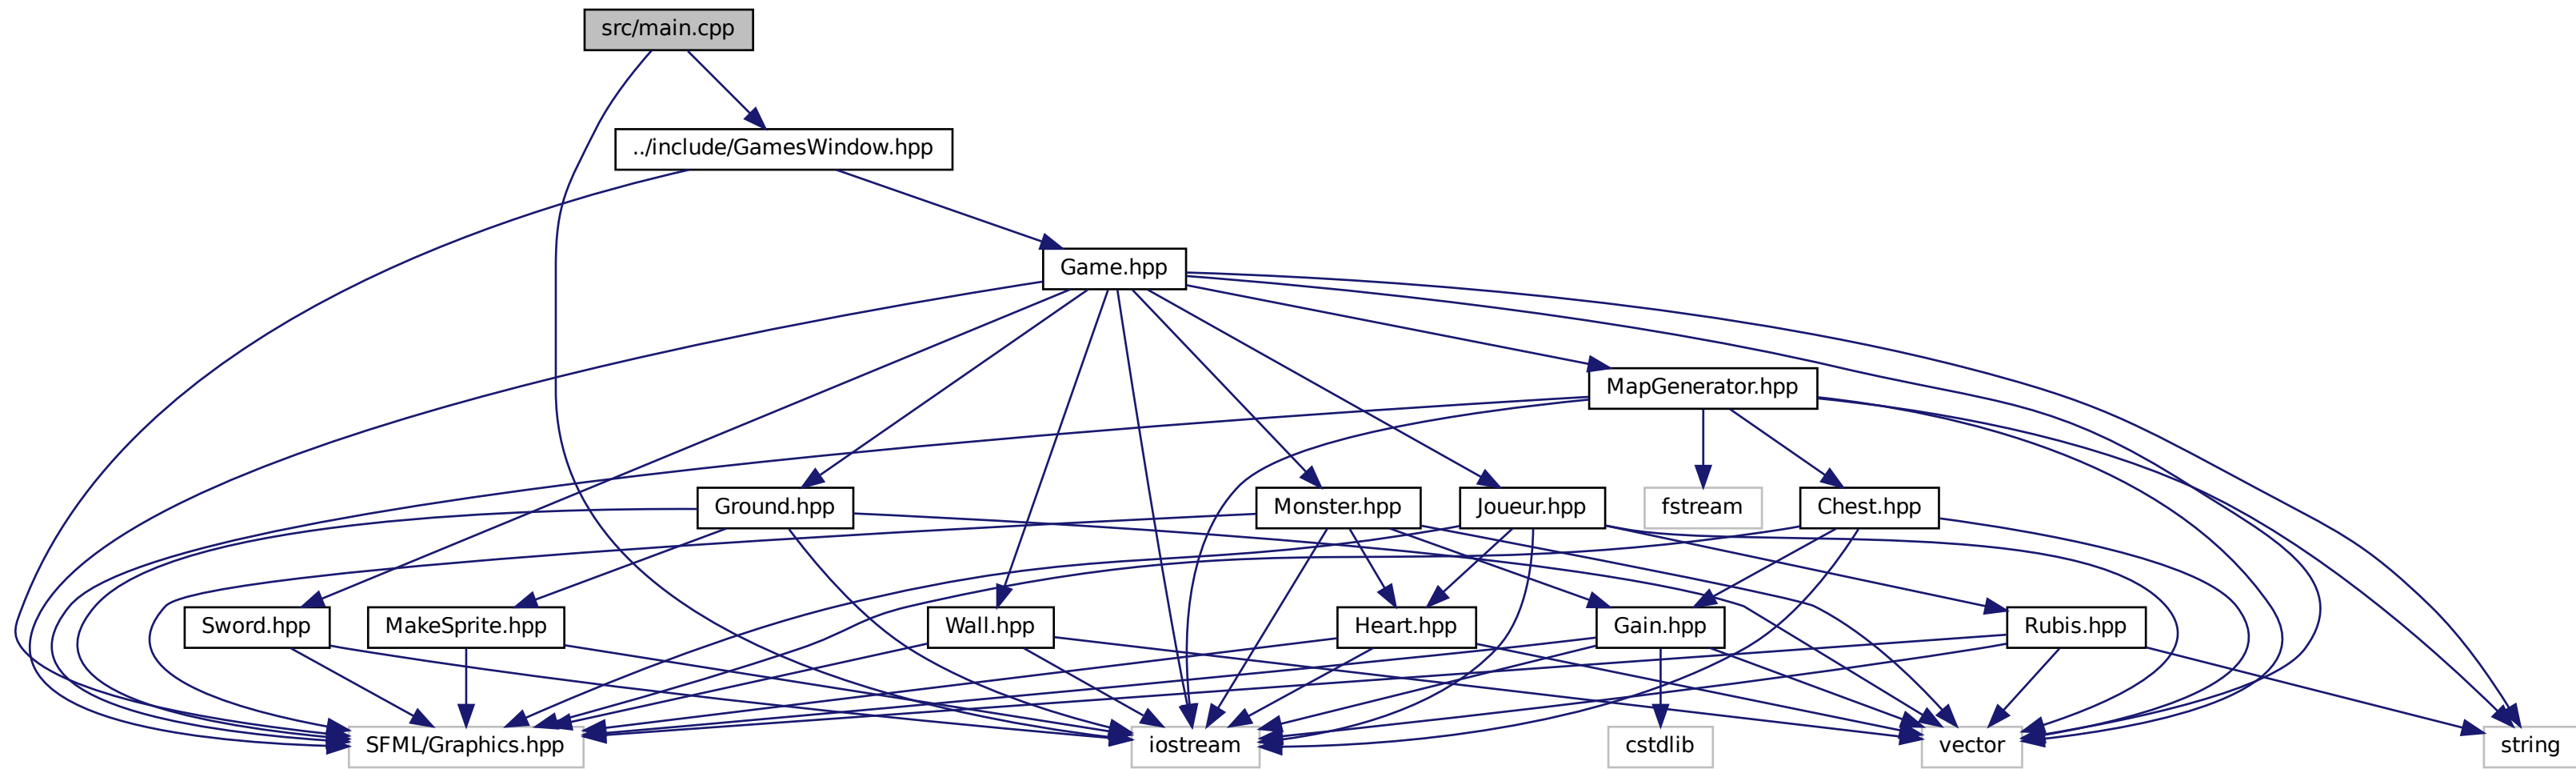 src/main.cpp
../include/GamesWindow.hpp
Game.hpp
MapGenerator.hpp
Ground.hpp
Monster.hpp
Joueur.hpp
fstream
Chest.hpp
Sword.hpp
MakeSprite.hpp
Wall.hpp
Heart.hpp
Gain.hpp
Rubis.hpp
SFML/Graphics.hpp
iostream
cstdlib
vector
string